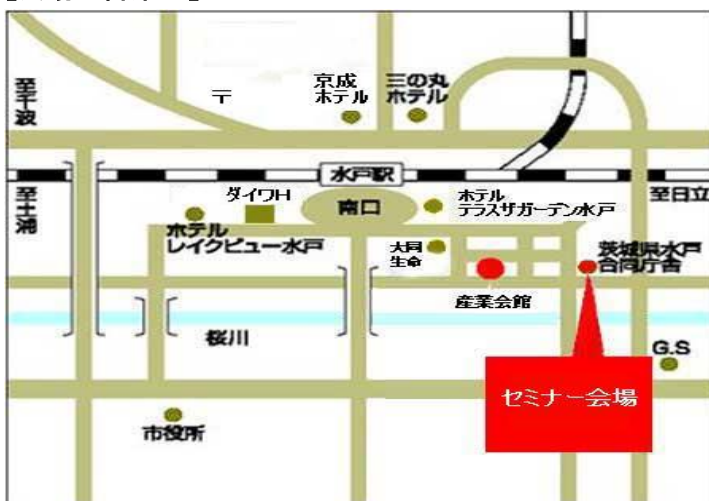 至千波
〒
京成
ホテル
三の丸
ホテル
水戸駅
至土浦
ダイワH
南口
ホテル
テラスザガーデン水戸
至日立
ホテル
レイクビュー水戸
大同
生命
茨城県水戸
合同庁舎
産業会館
桜川
G.S
セミナー会場
市役所